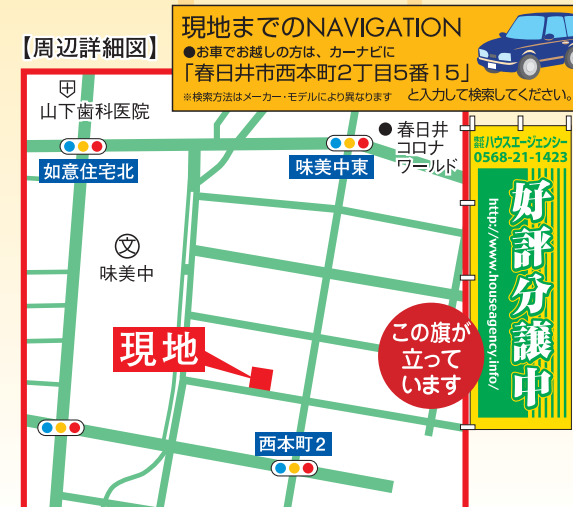 【周辺詳細図】
現地までのNAVIGATION
●お車でお越しの方は、カーナビに
「春日井市西本町2丁目5番15」
※検索方法はメーカー・モデルにより異なります と入力して検索してください。
山下歯科医院
如意住宅北
味美中東
●春日井
コロナ
ワールド
文
味美中
現地
この旗が
立って
います
西本町2
株式会社ハウスエージェンシー
0568-21-1423
好評分譲中
http://www.houseagency.info/